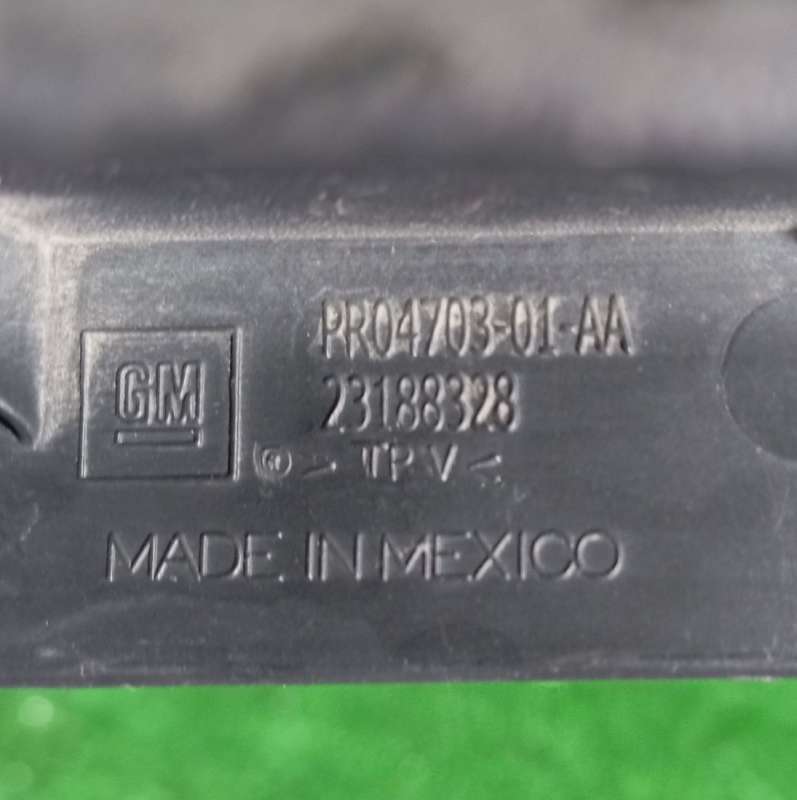 PR04703-01-AA
GM
23188328
® >TPV<
MADE IN MEXICO